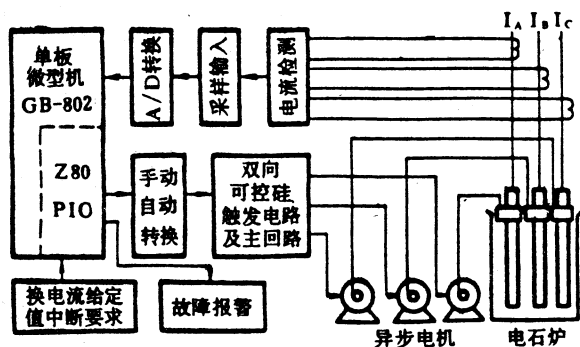 I_A I_B I_C
单板
微型机
GB-802
A/D转换
采样输入
电流检测
Z80
PIO
手动
自动
转换
双向
可控硅
触发电路
及主回路
换电流给定
值中断要求
故障报警
异步电机
电石炉